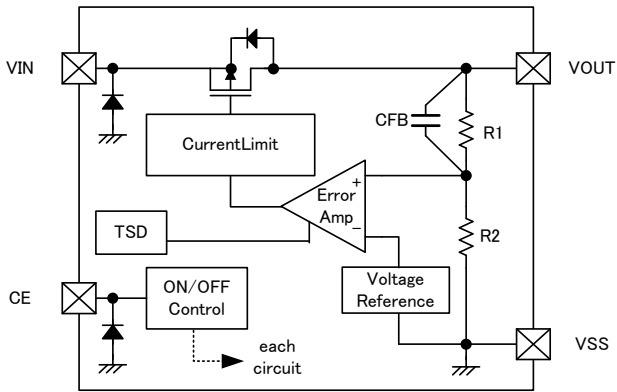 VIN
VOUT
CFB
R1
CurrentLimit
+
Error
Amp
−
TSD
R2
Voltage
Reference
CE
ON/OFF
Control
each
circuit
VSS